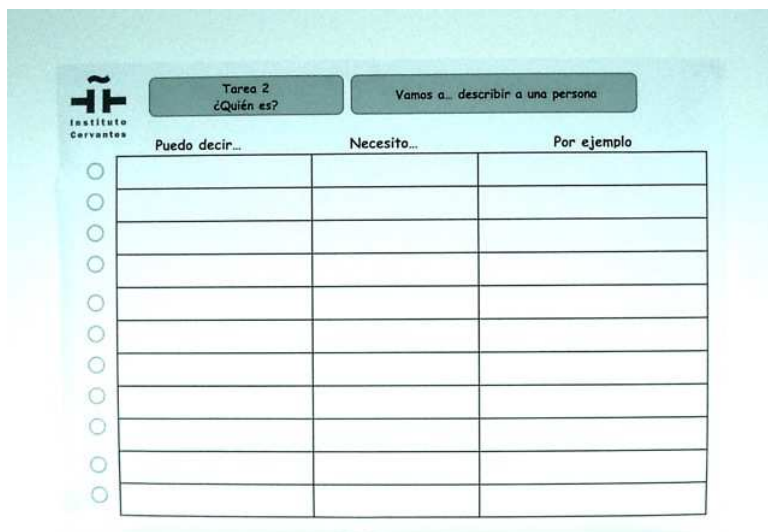 Instituto
Cervantes
Tarea 2
¿Quién es?
Vamos a... describir a una persona
Puedo decir...
Necesito...
Por ejemplo